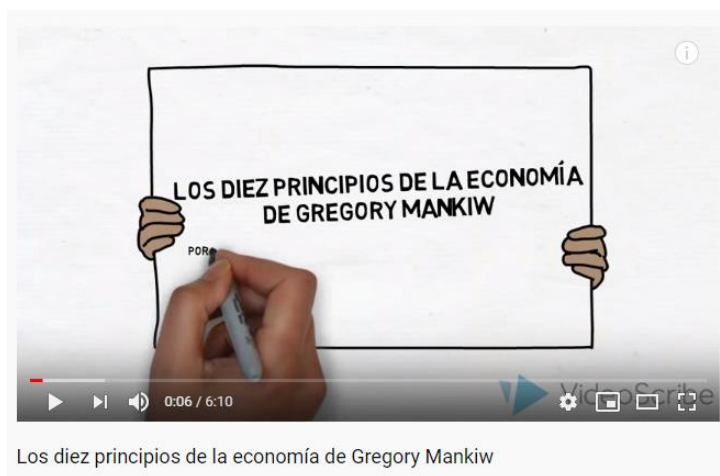 LOS DIEZ PRINCIPIOS DE LA ECONOMÍA
DE GREGORY MANKIW
POR
0:06 / 6:10
VideoScribe
Los diez principios de la economía de Gregory Mankiw